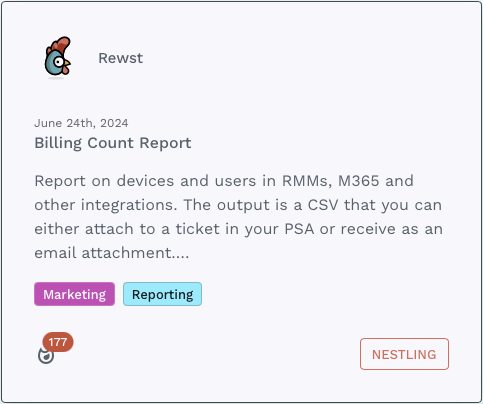 Rewst
June 24th, 2024
Billing Count Report
Report on devices and users in RMMs, M365 and
other integrations. The output is a CSV that you can
either attach to a ticket in your PSA or receive as an
email attachment....
Marketing Reporting
177
NESTLING